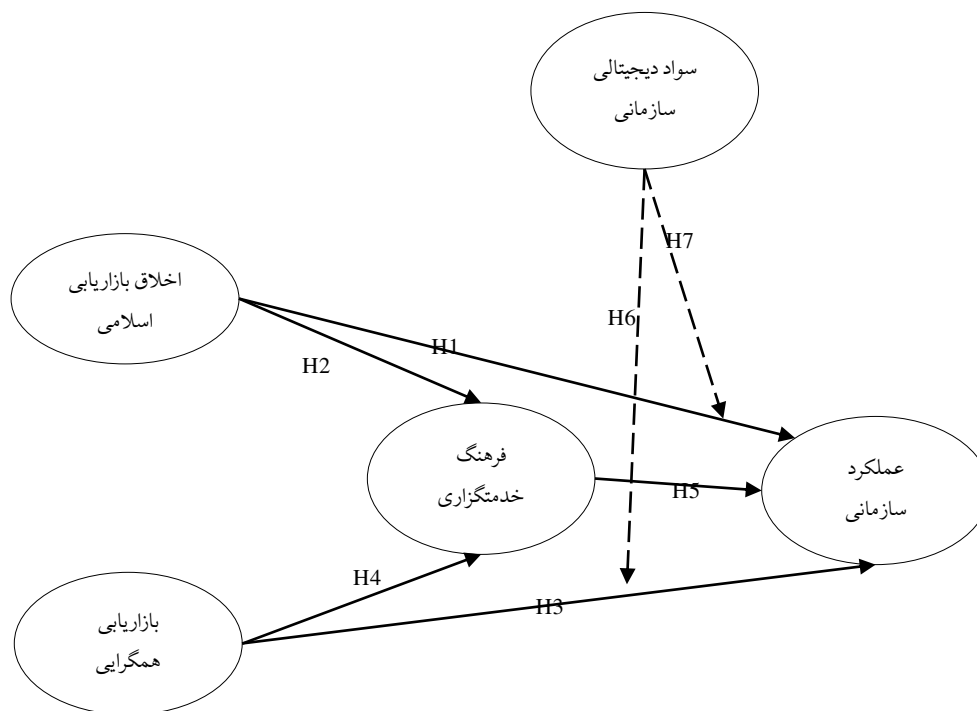 سواد دیجیتالی
سازمانی
H7
اخلاق بازاریابی
اسلامی
H6
H1
H2
فرهنگ
خدمتگزاری
عملکرد
سازمانی
H5
H4
H3
بازاریابی
همگرایی